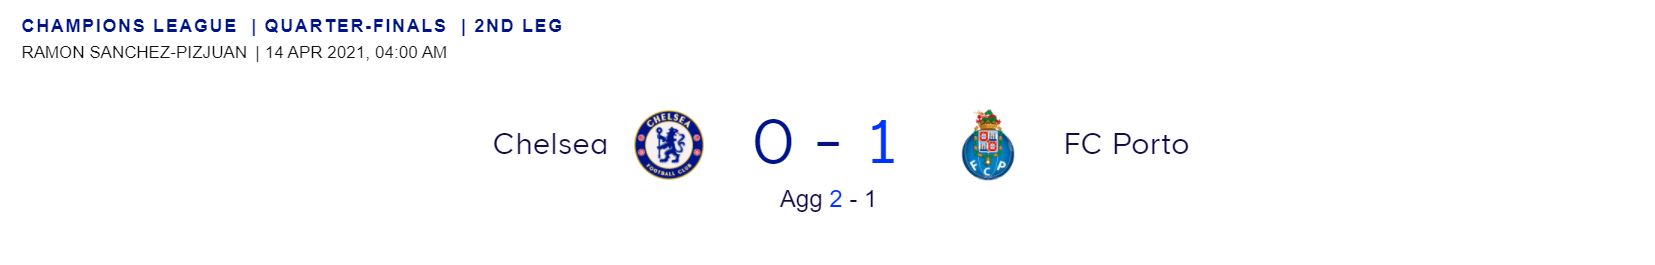 CHAMPIONS LEAGUE | QUARTER-FINALS | 2ND LEG
RAMON SANCHEZ-PIZJUAN | 14 APR 2021, 04:00 AM
Chelsea CHELSEA FOOTBALL CLUB 0 - 1 FCP FC Porto
Agg 2 - 1